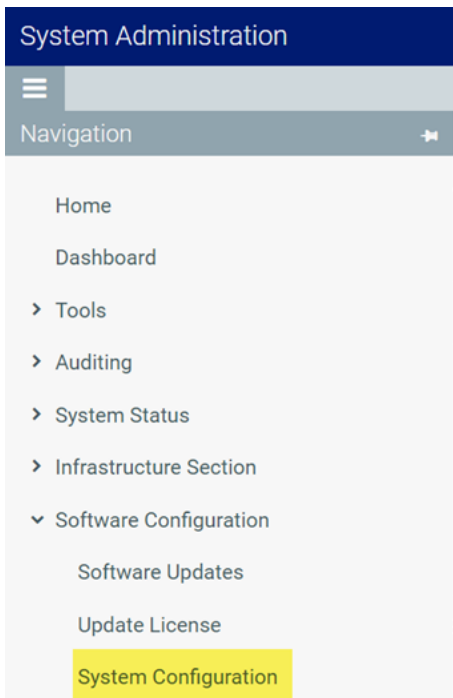 System Administration
Navigation
Home
Dashboard
Tools
Auditing
System Status
Infrastructure Section
Software Configuration
Software Updates
Update License
System Configuration